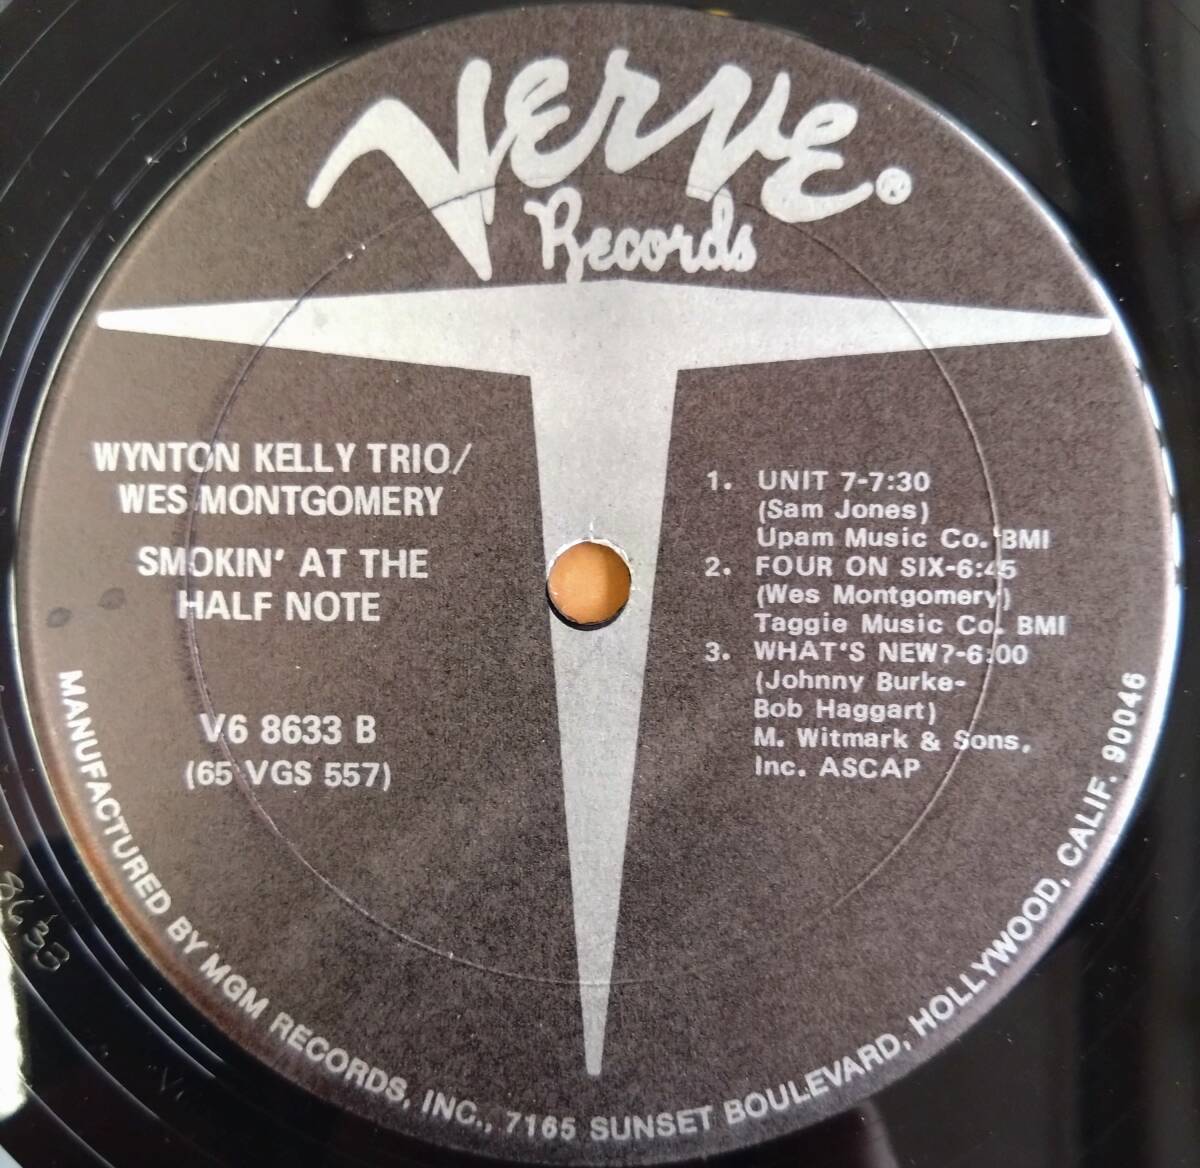 Verve®
Records
WYNTON KELLY TRIO/
WES MONTGOMERY
SMOKIN' AT THE
HALF NOTE
V6 8633 B
(65 VGS 557)
1. UNIT 7-7:30
(Sam Jones)
Upam Music Co. BMI
2. FOUR ON SIX-6:45
(Wes Montgomery)
Taggie Music Co. BMI
3. WHAT'S NEW?-6:00
(Johnny Burke-
Bob Haggart)
M. Witmark & Sons,
Inc. ASCAP
MANUFACTURED BY MGM RECORDS, INC., 7165 SUNSET BOULEVARD, HOLLYWOOD, CALIF. 90046
8633